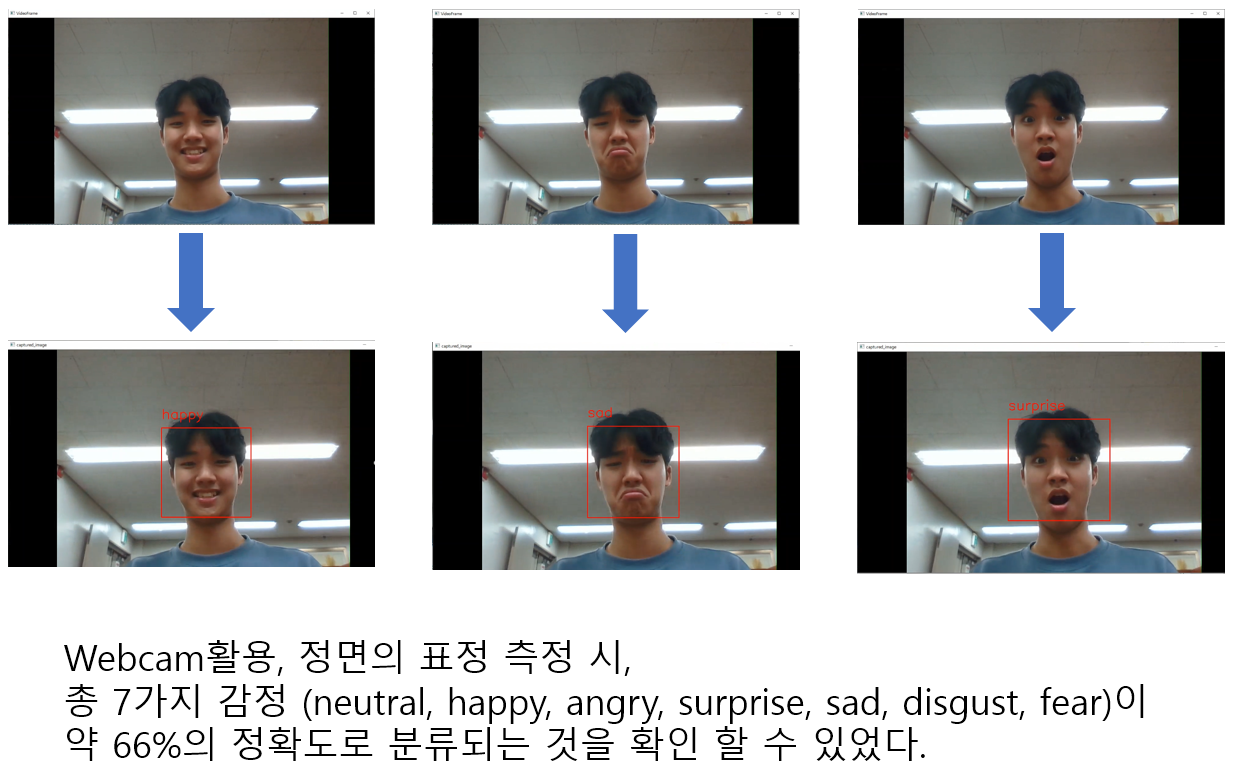 VideoFrame
VideoFrame
VideoFrame
captured_image
captured_image
captured_image
happy
sad
surprise
Webcam활용, 정면의 표정 측정 시,
총 7가지 감정 (neutral, happy, angry, surprise, sad, disgust, fear)이
약 66%의 정확도로 분류되는 것을 확인 할 수 있었다.